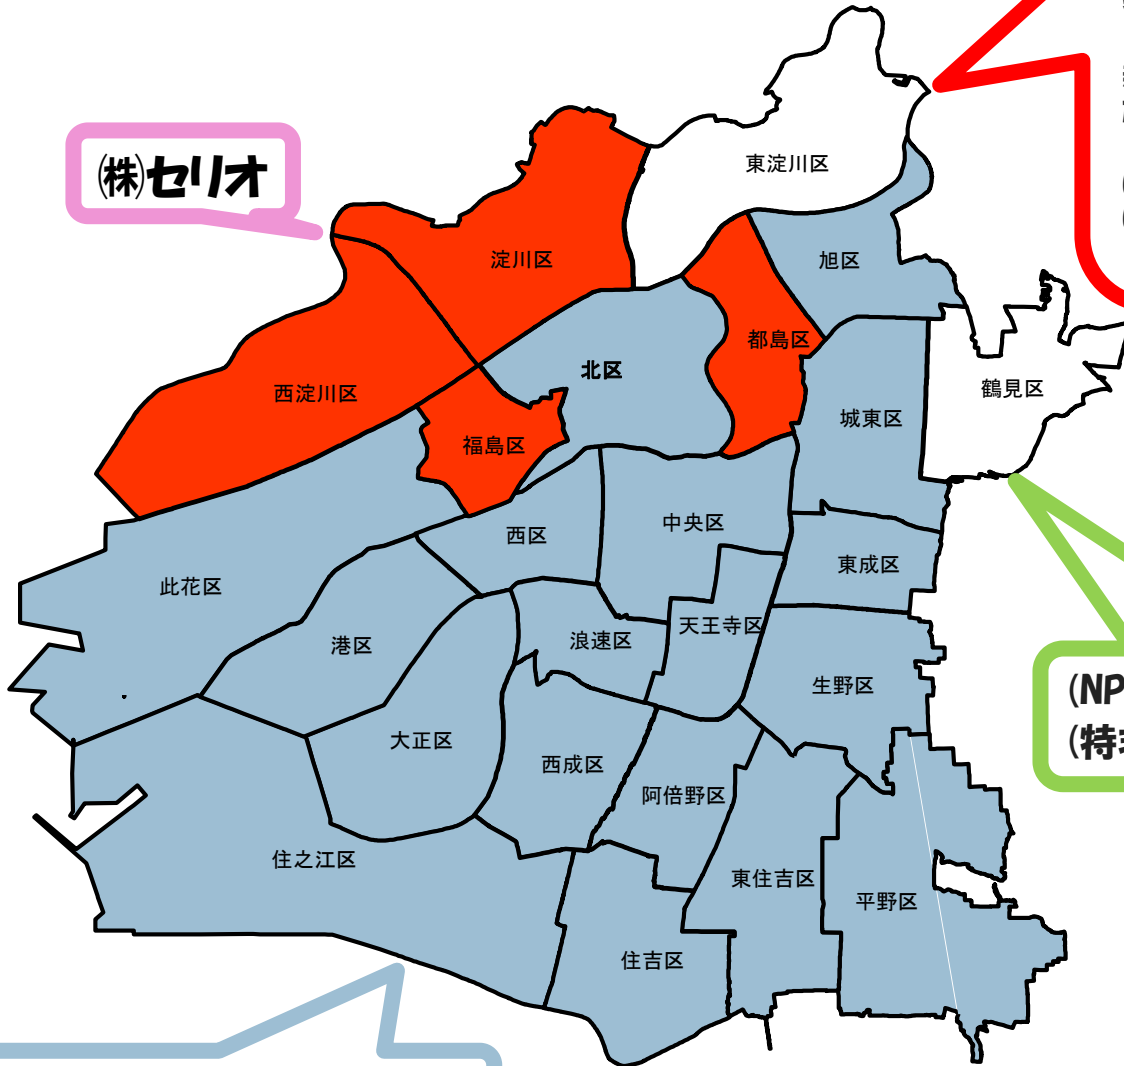 ㈱セリオ
東淀川区
淀川区
旭区
都島区
北区
鶴見区
西淀川区
城東区
福島区
中央区
西区
東成区
此花区
天王寺区
浪速区
港区
生野区
(NP
(特
大正区
西成区
阿倍野区
住之江区
東住吉区
平野区
住吉区